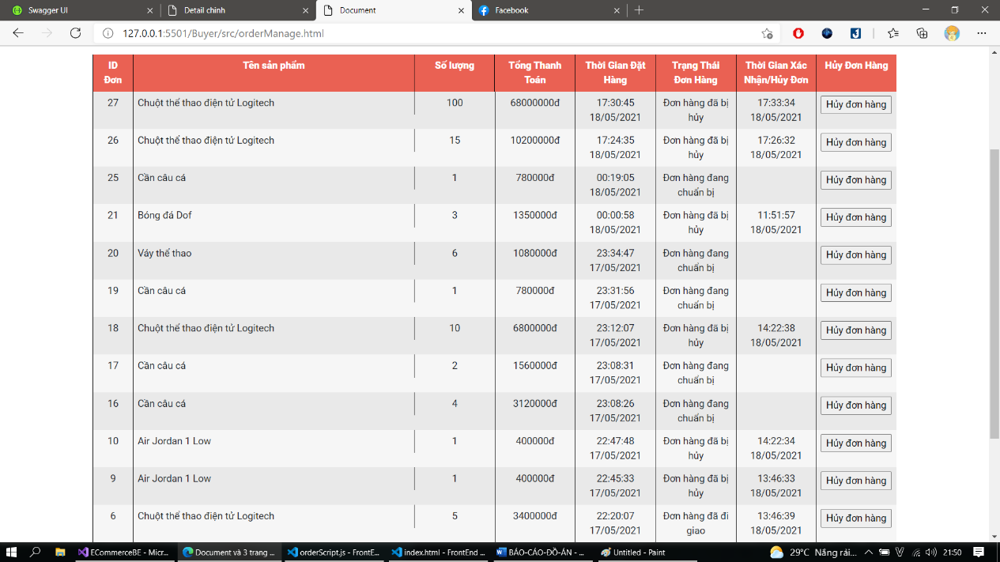 Swagger UI
Detail chinh
Document
Facebook
127.0.0.1:5501/Buyer/src/orderManage.html
ID Đơn
Tên sản phẩm
Số lượng
Tổng Thanh Toán
Thời Gian Đặt Hàng
Trạng Thái Đơn Hàng
Thời Gian Xác Nhận/Hủy Đơn
Hủy Đơn Hàng
27 Chuột thể thao điện tử Logitech 100 68000000đ 17:30:45 18/05/2021 Đơn hàng đã bị hủy 17:33:34 18/05/2021 Hủy đơn hàng
26 Chuột thể thao điện tử Logitech 15 10200000đ 17:24:35 18/05/2021 Đơn hàng đã bị hủy 17:26:32 18/05/2021 Hủy đơn hàng
25 Cần câu cá 1 780000đ 00:19:05 18/05/2021 Đơn hàng đang chuẩn bị Hủy đơn hàng
21 Bóng đá Dof 3 1350000đ 00:00:58 18/05/2021 Đơn hàng đã bị hủy 11:51:57 18/05/2021 Hủy đơn hàng
20 Váy thể thao 6 1080000đ 23:34:47 17/05/2021 Đơn hàng đang chuẩn bị Hủy đơn hàng
19 Cần câu cá 1 780000đ 23:31:56 17/05/2021 Đơn hàng đang chuẩn bị Hủy đơn hàng
18 Chuột thể thao điện tử Logitech 10 6800000đ 23:12:07 17/05/2021 Đơn hàng đã bị hủy 14:22:38 18/05/2021 Hủy đơn hàng
17 Cần câu cá 2 1560000đ 23:08:31 17/05/2021 Đơn hàng đang chuẩn bị Hủy đơn hàng
16 Cần câu cá 4 3120000đ 23:08:26 17/05/2021 Đơn hàng đang chuẩn bị Hủy đơn hàng
10 Air Jordan 1 Low 1 400000đ 22:47:48 17/05/2021 Đơn hàng đã bị hủy 14:22:34 18/05/2021 Hủy đơn hàng
9 Air Jordan 1 Low 1 400000đ 22:45:33 17/05/2021 Đơn hàng đã bị hủy 13:46:33 18/05/2021 Hủy đơn hàng
6 Chuột thể thao điện tử Logitech 5 3400000đ 22:20:07 17/05/2021 Đơn hàng đã đi giao 13:46:39 18/05/2021 Hủy đơn hàng
ECommerceBE - Micr...
Document và 3 trang ...
orderScript.js - FrontE...
index.html - FrontEnd ...
BÁO-CÁO-ĐỒ-ÁN - ...
Untitled - Paint
29°C Nắng rải...
21:50